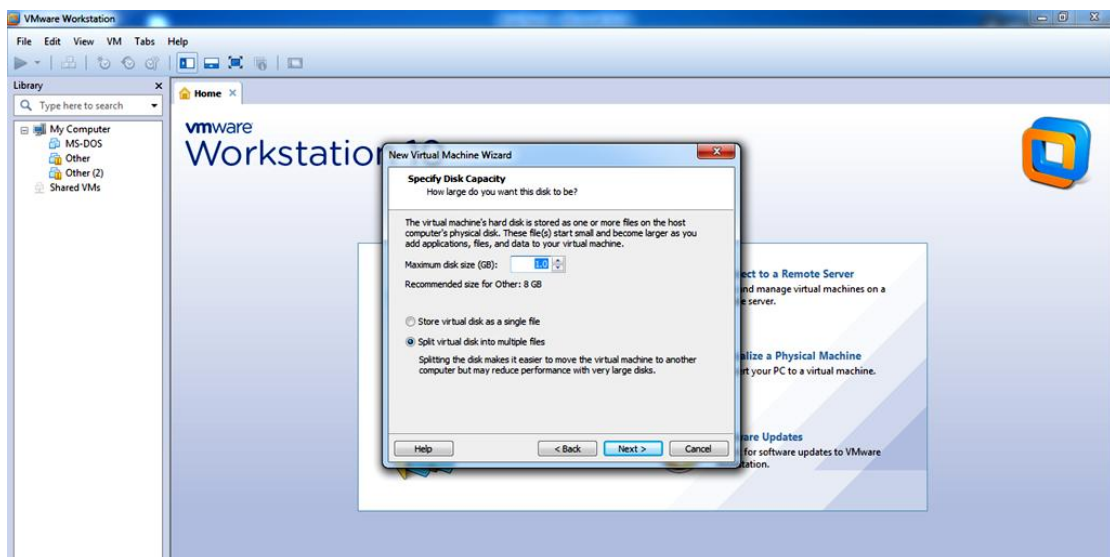 VMware Workstation
File Edit View VM Tabs Help
Library
Type here to search
Home
My Computer
MS-DOS
Other
Other (2)
Shared VMs
vmware
Workstation
New Virtual Machine Wizard
Specify Disk Capacity
How large do you want this disk to be?
The virtual machine's hard disk is stored as one or more files on the host
computer's physical disk. These file(s) start small and become larger as you
add applications, files, and data to your virtual machine.
Maximum disk size (GB): 1.0
Recommended size for Other: 8 GB
Store virtual disk as a single file
Split virtual disk into multiple files
Splitting the disk makes it easier to move the virtual machine to another
computer but may reduce performance with very large disks.
Help < Back Next > Cancel
to a Remote Server
and manage virtual machines on a
server.
a Physical Machine
your PC to a virtual machine.
Updates
for software updates to VMware